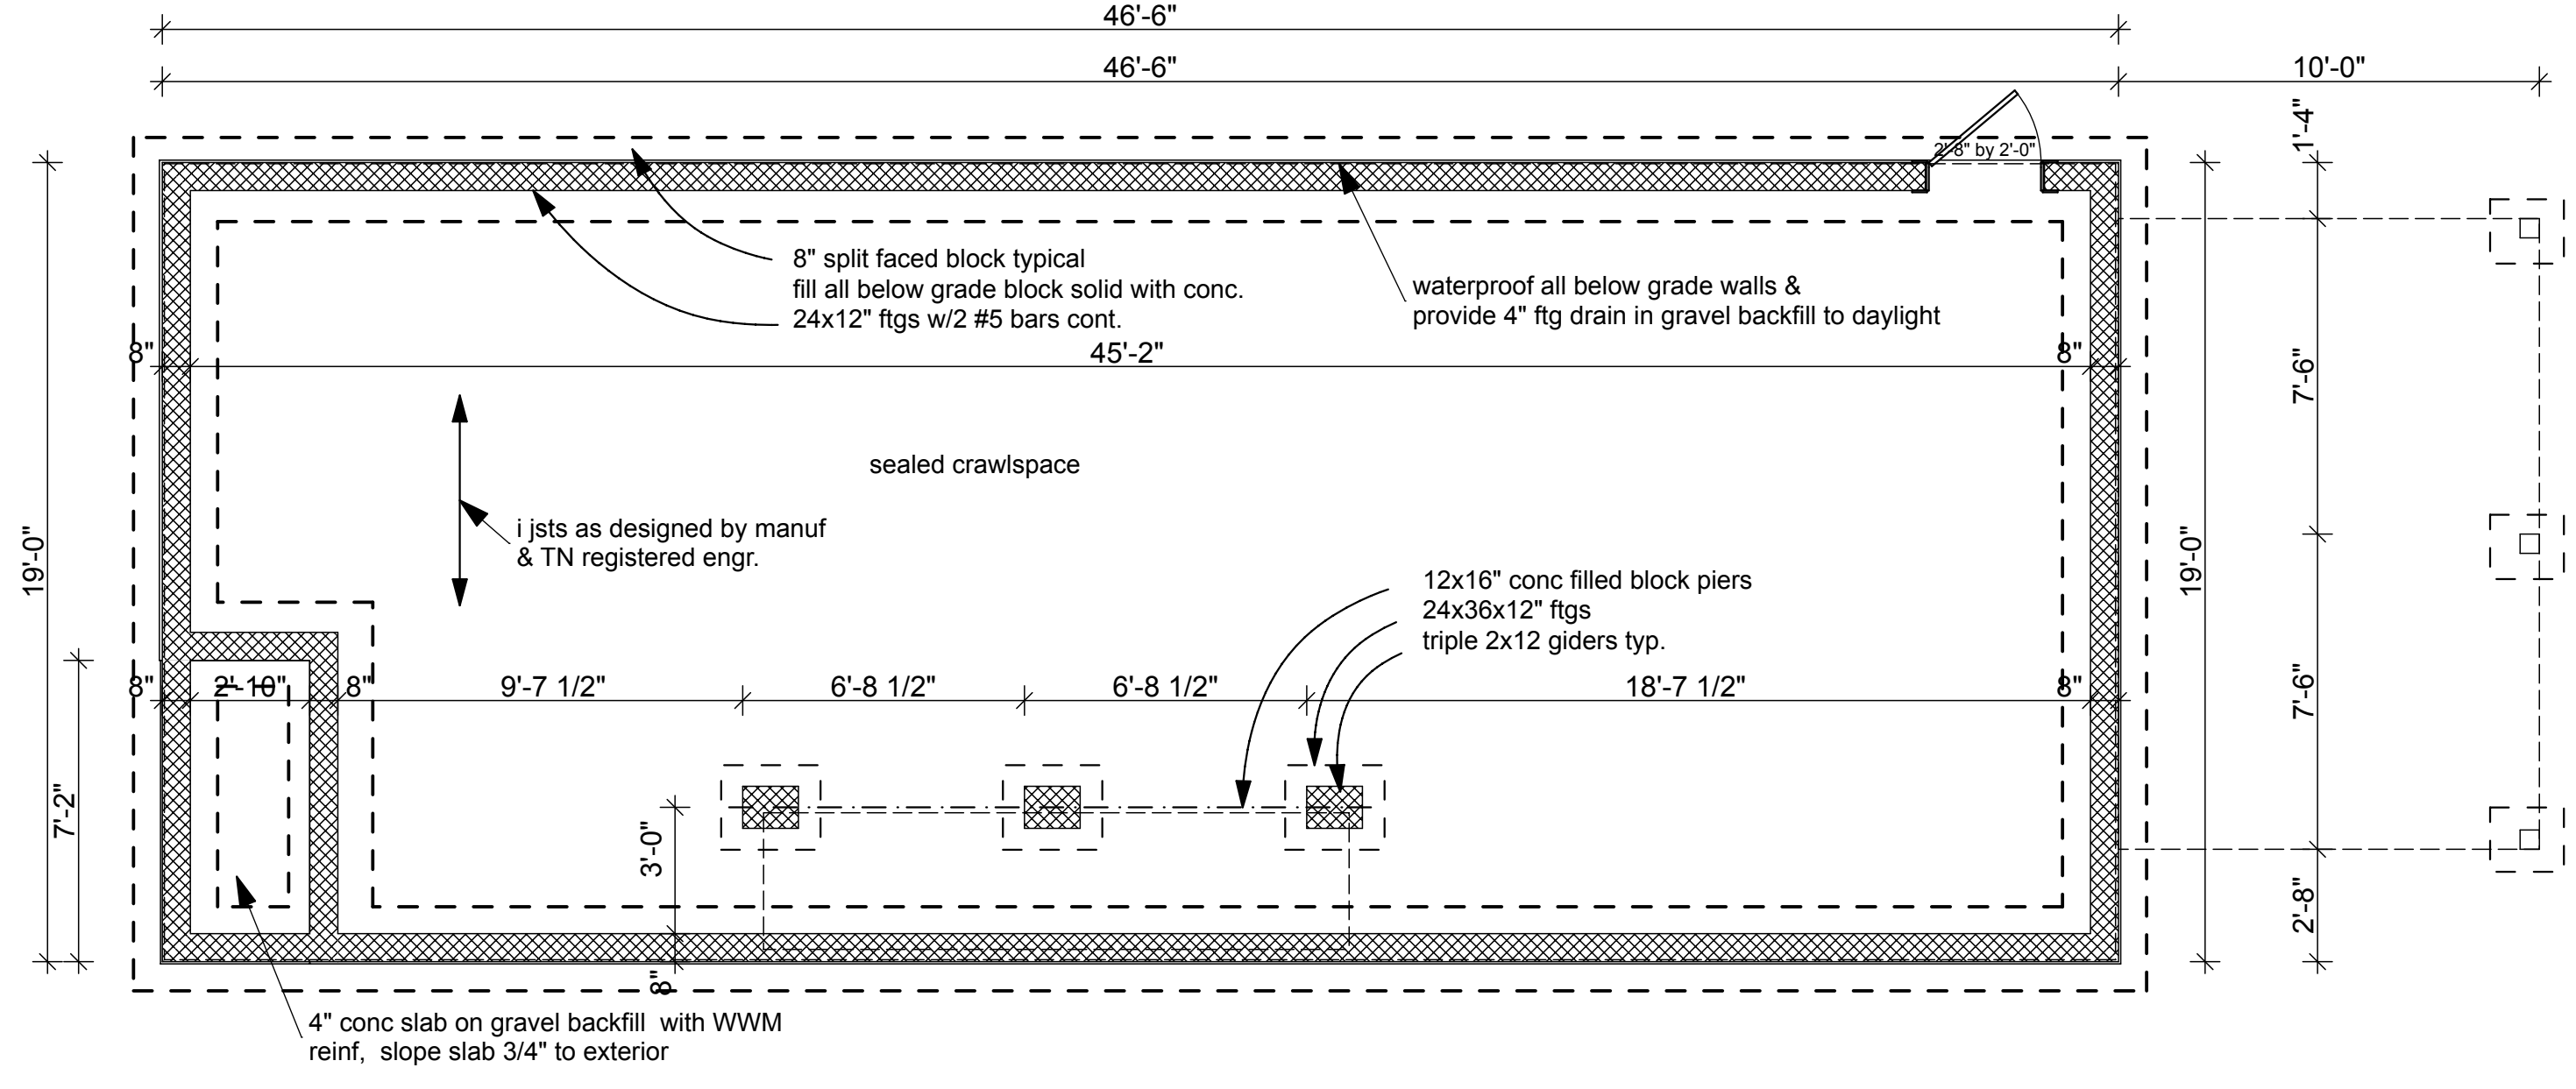 46'-6"
46'-6"
10'-0"
1'-4"
2'-8" by 2'-0"
8" split faced block typical
fill all below grade block solid with conc.
24x12" ftgs w/2 #5 bars cont.
waterproof all below grade walls &
provide 4" ftg drain in gravel backfill to daylight
8"
45'-2"
8"
7'-6"
sealed crawlspace
i jsts as designed by manuf
& TN registered engr.
19'-0"
19'-0"
12x16" conc filled block piers
24x36x12" ftgs
triple 2x12 giders typ.
8"
2'-10"
8"
9'-7 1/2"
6'-8 1/2"
6'-8 1/2"
18'-7 1/2"
8"
7'-6"
7'-2"
3'-0"
2'-8"
8"
4" conc slab on gravel backfill with WWM
reinf, slope slab 3/4" to exterior